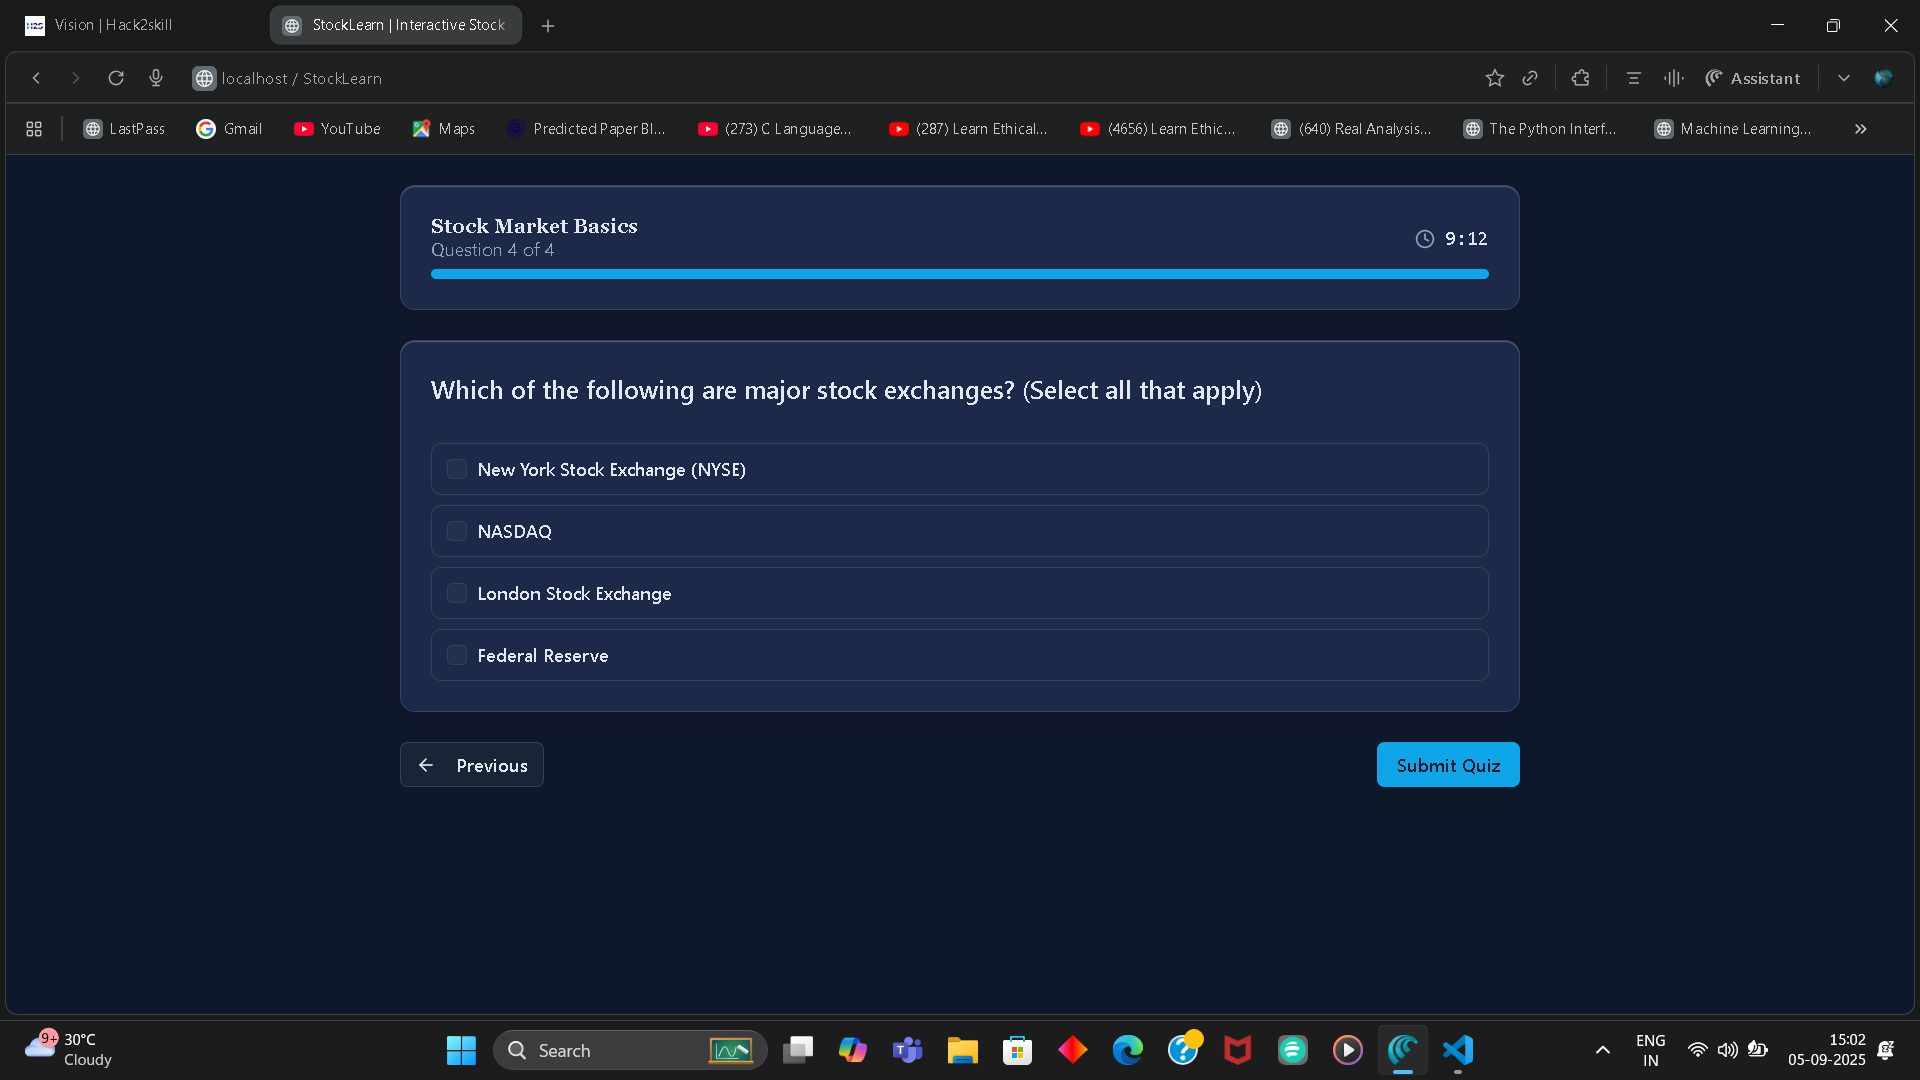 Vision | Hack2skill
StockLearn | Interactive Stock
localhost / StockLearn
Assistant
LastPass
Gmail
YouTube
Maps
Predicted Paper Bl...
(273) C Language...
(287) Learn Ethical...
(4656) Learn Ethic...
(640) Real Analysis...
The Python Interf...
Machine Learning...
Stock Market Basics
Question 4 of 4
9:12
Which of the following are major stock exchanges? (Select all that apply)
New York Stock Exchange (NYSE)
NASDAQ
London Stock Exchange
Federal Reserve
Previous
Submit Quiz
9+
30°C
Cloudy
Search
ENG
IN
15:02
05-09-2025